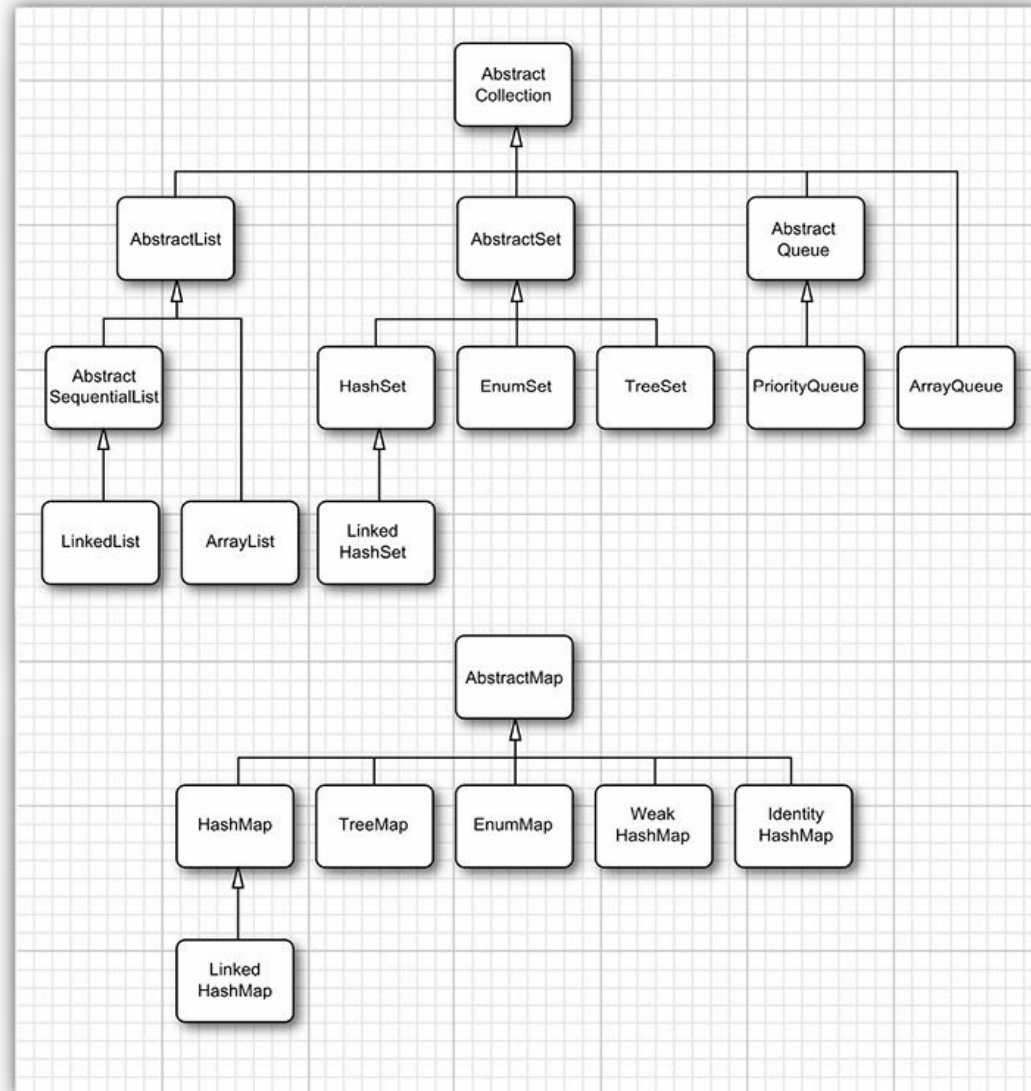 Abstract
Collection
AbstractList
AbstractSet
Abstract
Queue
Abstract
SequentialList
HashSet
EnumSet
TreeSet
PriorityQueue
ArrayQueue
LinkedList
ArrayList
Linked
HashSet
AbstractMap
HashMap
TreeMap
EnumMap
Weak
HashMap
Identity
HashMap
Linked
HashMap